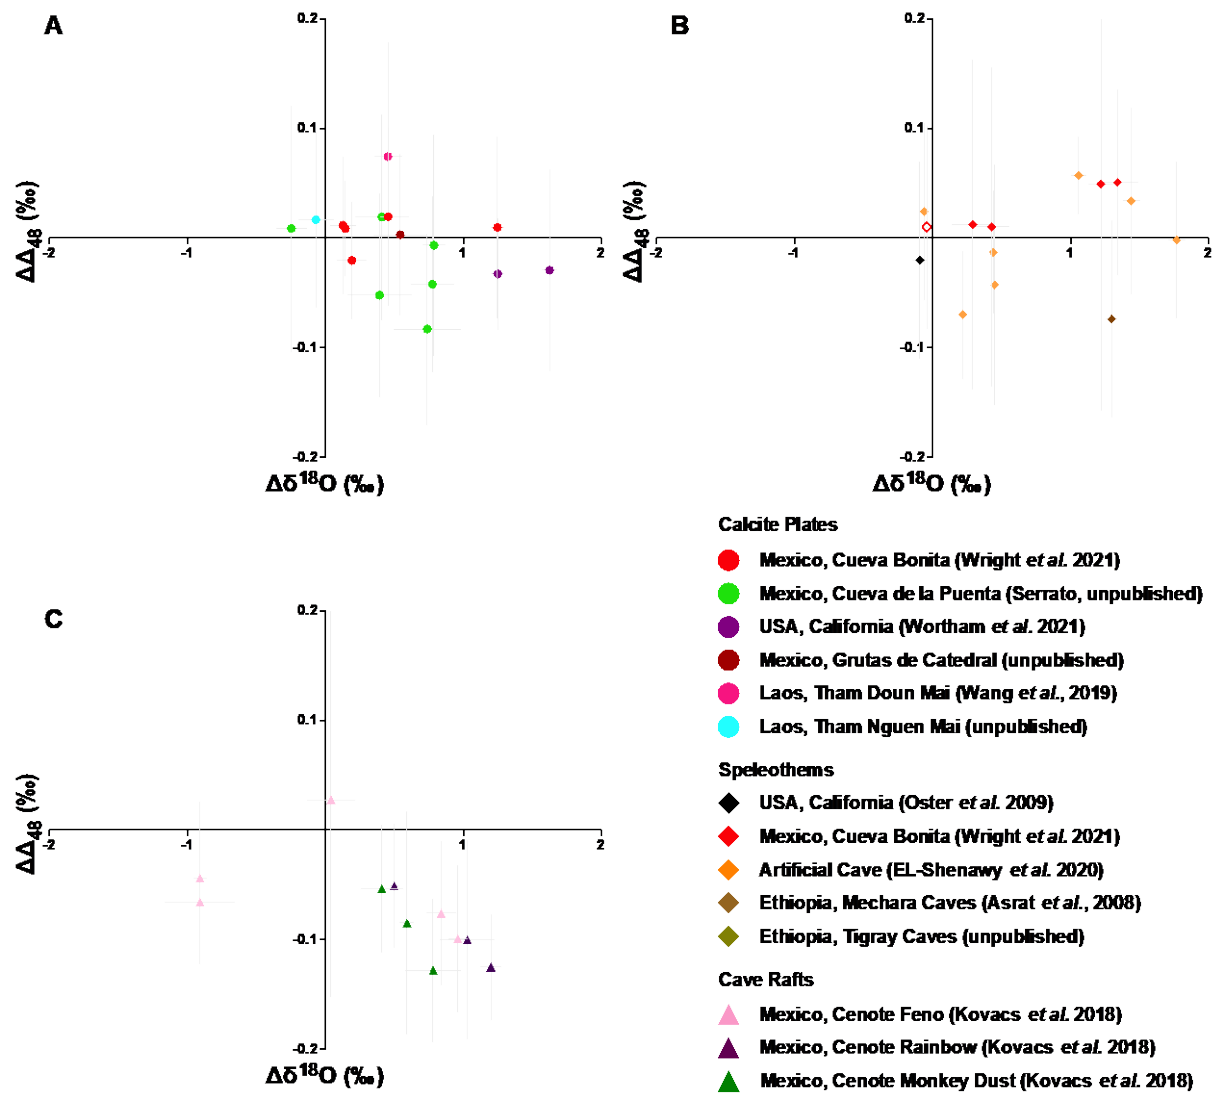 A
0.2
0.1
-2
-1
1
2
-0.1
-0.2
ΔΔ48 (‰)
Δδ18O (‰)
B
0.2
0.1
-2
-1
1
2
-0.1
-0.2
ΔΔ48 (‰)
Δδ18O (‰)
C
0.2
0.1
-2
-1
1
2
-0.1
-0.2
ΔΔ48 (‰)
Δδ18O (‰)
Calcite Plates
Mexico, Cueva Bonita (Wright et al. 2021)
Mexico, Cueva de la Puenta (Serrato, unpublished)
USA, California (Wortham et al. 2021)
Mexico, Grutas de Catedral (unpublished)
Laos, Tham Doun Mai (Wang et al., 2019)
Laos, Tham Nguen Mai (unpublished)
Speleothems
USA, California (Oster et al. 2009)
Mexico, Cueva Bonita (Wright et al. 2021)
Artificial Cave (EL-Shenawy et al. 2020)
Ethiopia, Mechara Caves (Asrat et al., 2008)
Ethiopia, Tigray Caves (unpublished)
Cave Rafts
Mexico, Cenote Feno (Kovacs et al. 2018)
Mexico, Cenote Rainbow (Kovacs et al. 2018)
Mexico, Cenote Monkey Dust (Kovacs et al. 2018)